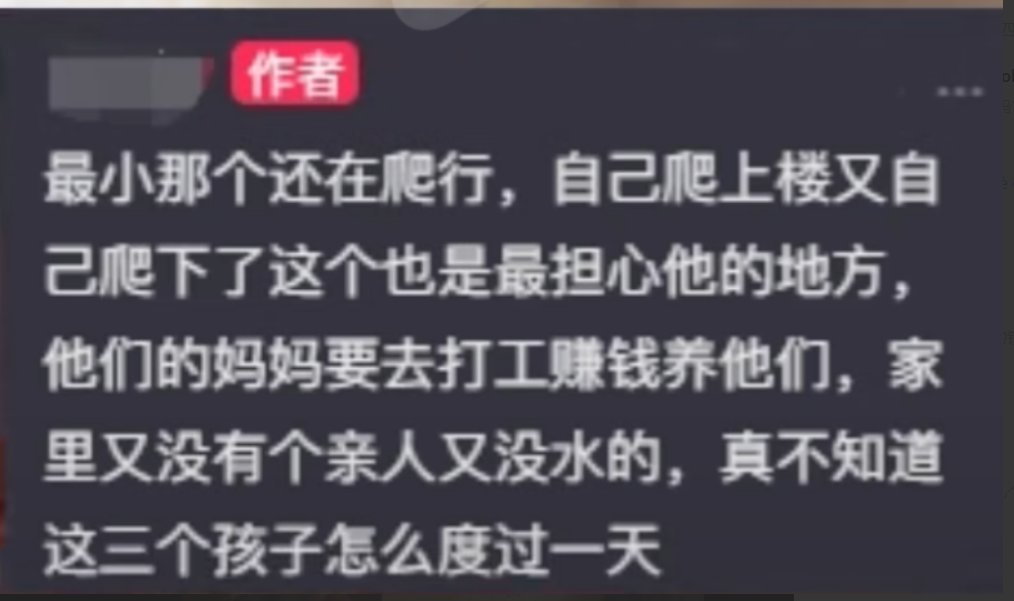 作者
最小那个还在爬行，自己爬上楼又自
己爬下了这个也是最担心他的地方，
他们的妈妈要去打工赚钱养他们，家
里又没有个亲人又没水的，真不知道
这三个孩子怎么度过一天